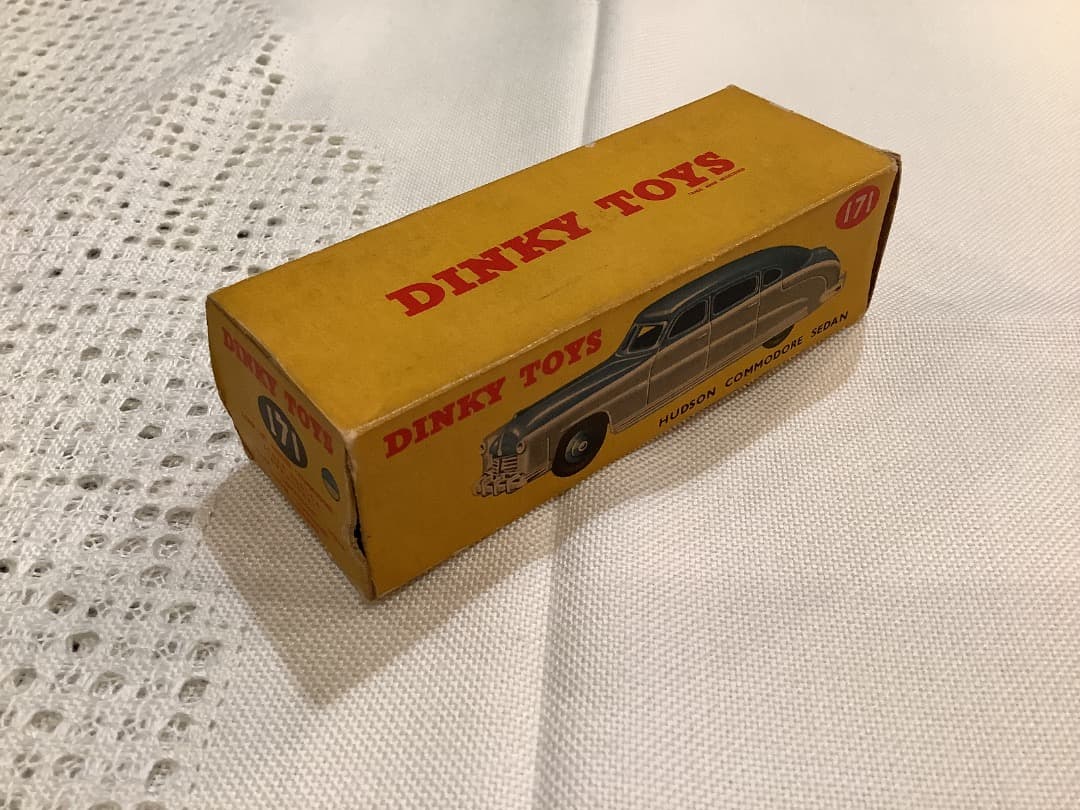 DINKY TOYS
DINKY TOYS
171
HUDSON COMMODORE SEDAN
DINKY TOYS
171